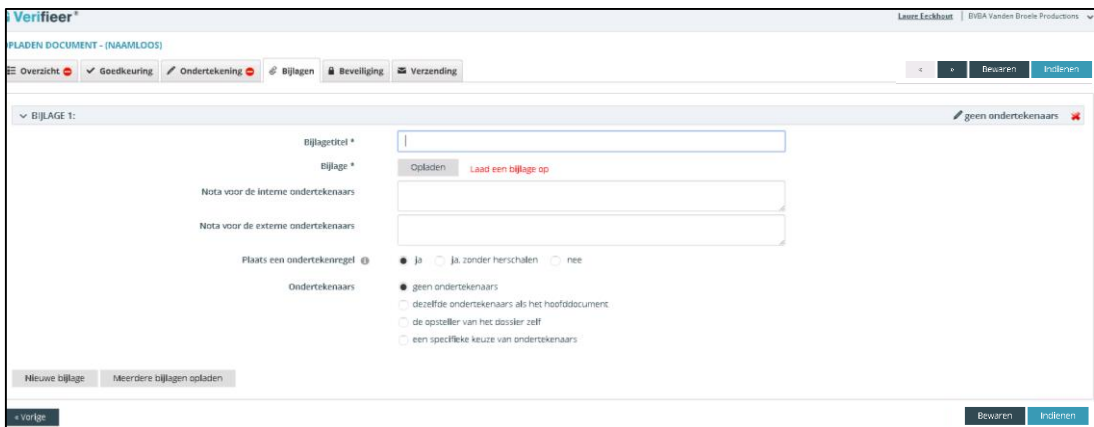 Verifieer
Laure Eeckhout | BVBA Vanden Broele Productions
OPLADEN DOCUMENT - (NAAMLOOS)
Overzicht Goedkeuring Ondertekening Bijlagen Beveiliging Verzending « » Bewaren Indienen
BIJLAGE 1: geen ondertekenaars
Bijlagetitel *
Bijlage * Opladen Laad een bijlage op
Nota voor de interne ondertekenaars
Nota voor de externe ondertekenaars
Plaats een ondertekenregel ja ja, zonder herschalen nee
Ondertekenaars geen ondertekenaars
dezelfde ondertekenaars als het hoofddocument
de opsteller van het dossier zelf
een specifieke keuze van ondertekenaars
Nieuwe bijlage Meerdere bijlagen opladen
« Vorige Bewaren Indienen